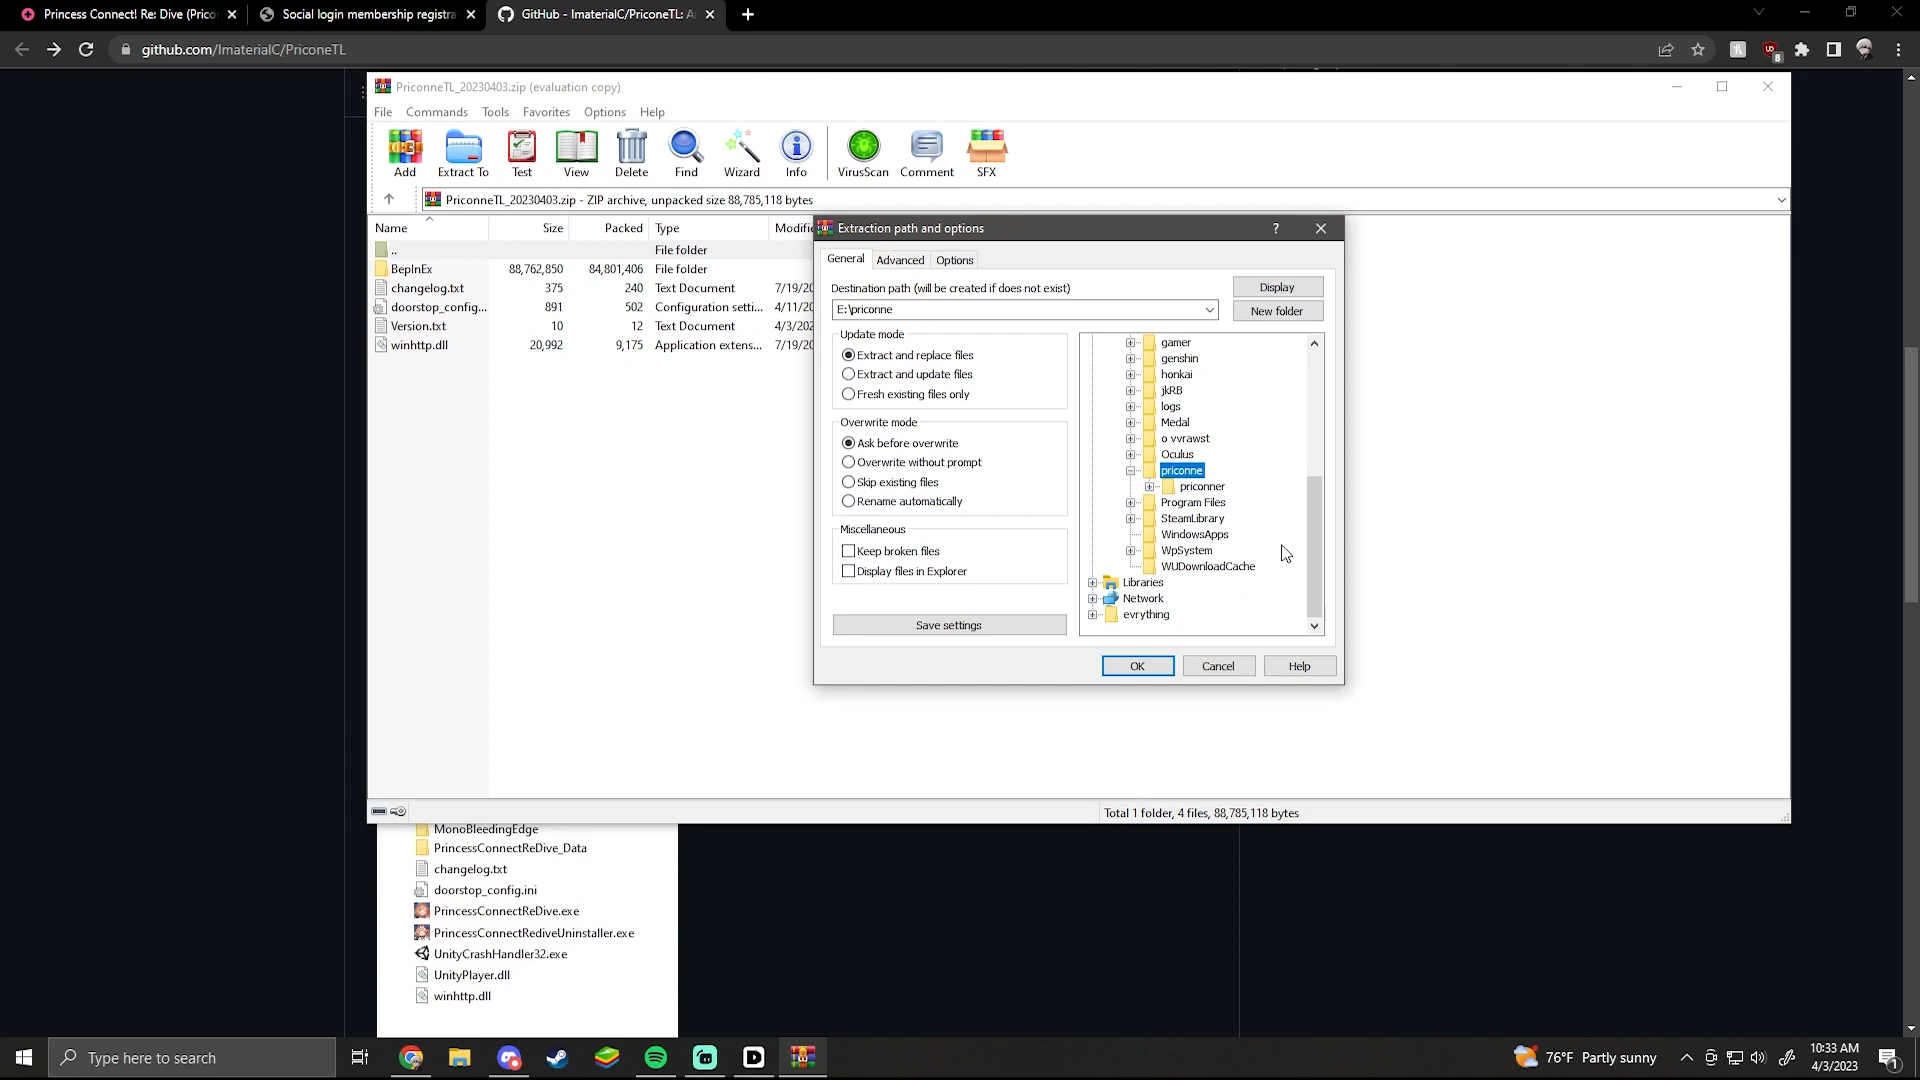 Princess Connect! Re: Dive (Prico
Social login membership registra
GitHub - ImaterialC/PriconeTL: A
github.com/ImaterialC/PriconeTL
8
PriconneTL_20230403.zip (evaluation copy)
File Commands Tools Favorites Options Help
Add Extract To Test View Delete Find Wizard Info VirusScan Comment SFX
PriconneTL_20230403.zip - ZIP archive, unpacked size 88,785,118 bytes
Name Size Packed Type Modifi
.. File folder
BepInEx 88,762,850 84,801,406 File folder
changelog.txt 375 240 Text Document 7/19/20
doorstop_config... 891 502 Configuration setti... 4/11/20
Version.txt 10 12 Text Document 4/3/202
winhttp.dll 20,992 9,175 Application extens... 7/19/20
Extraction path and options
General Advanced Options
Destination path (will be created if does not exist)
Display
E:\priconne
New folder
Update mode
Extract and replace files
Extract and update files
Fresh existing files only
Overwrite mode
Ask before overwrite
Overwrite without prompt
Skip existing files
Rename automatically
Miscellaneous
Keep broken files
Display files in Explorer
Save settings
gamer
genshin
honkai
jkRB
logs
Medal
o vvrawst
Oculus
priconne
priconner
Program Files
SteamLibrary
WindowsApps
WpSystem
WUDownloadCache
Libraries
Network
evrything
OK Cancel Help
Total 1 folder, 4 files, 88,785,118 bytes
MonoBleedingEdge
PrincessConnectReDive_Data
changelog.txt
doorstop_config.ini
PrincessConnectReDive.exe
PrincessConnectRediveUninstaller.exe
UnityCrashHandler32.exe
UnityPlayer.dll
winhttp.dll
Type here to search
76°F Partly sunny
10:33 AM
4/3/2023
1